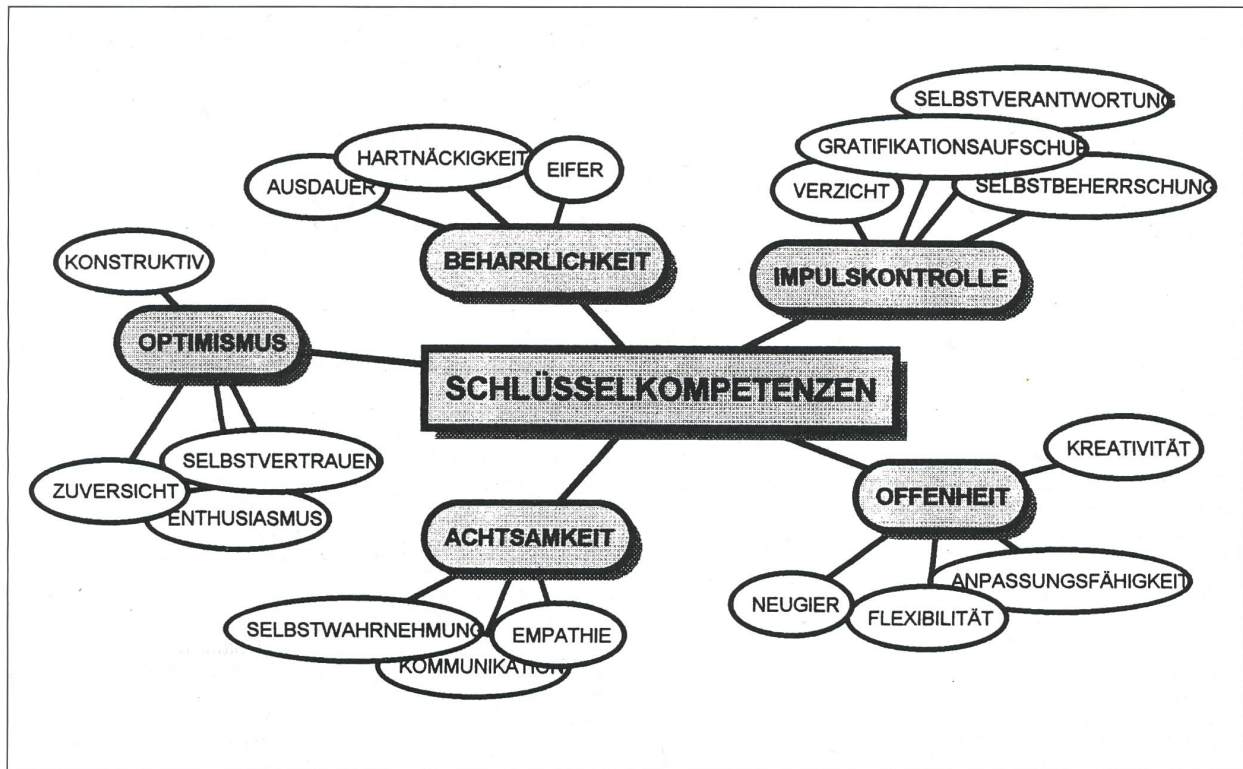 SELBSTVERANTWORTUNG
GRATIFIKATIONSAUFSCHUB
HARTNÄCKIGKEIT
EIFER
AUSDAUER
VERZICHT
SELBSTBEHERRSCHUNG
KONSTRUKTIV
BEHARRLICHKEIT
IMPULSKONTROLLE
OPTIMISMUS
SCHLÜSSELKOMPETENZEN
KREATIVITÄT
SELBSTVERTRAUEN
ZUVERSICHT
ENTHUSIASMUS
OFFENHEIT
ACHTSAMKEIT
ANPASSUNGSFÄHIGKEIT
NEUGIER
FLEXIBILITÄT
SELBSTWAHRNEHMUNG
EMPATHIE
KOMMUNIKATION